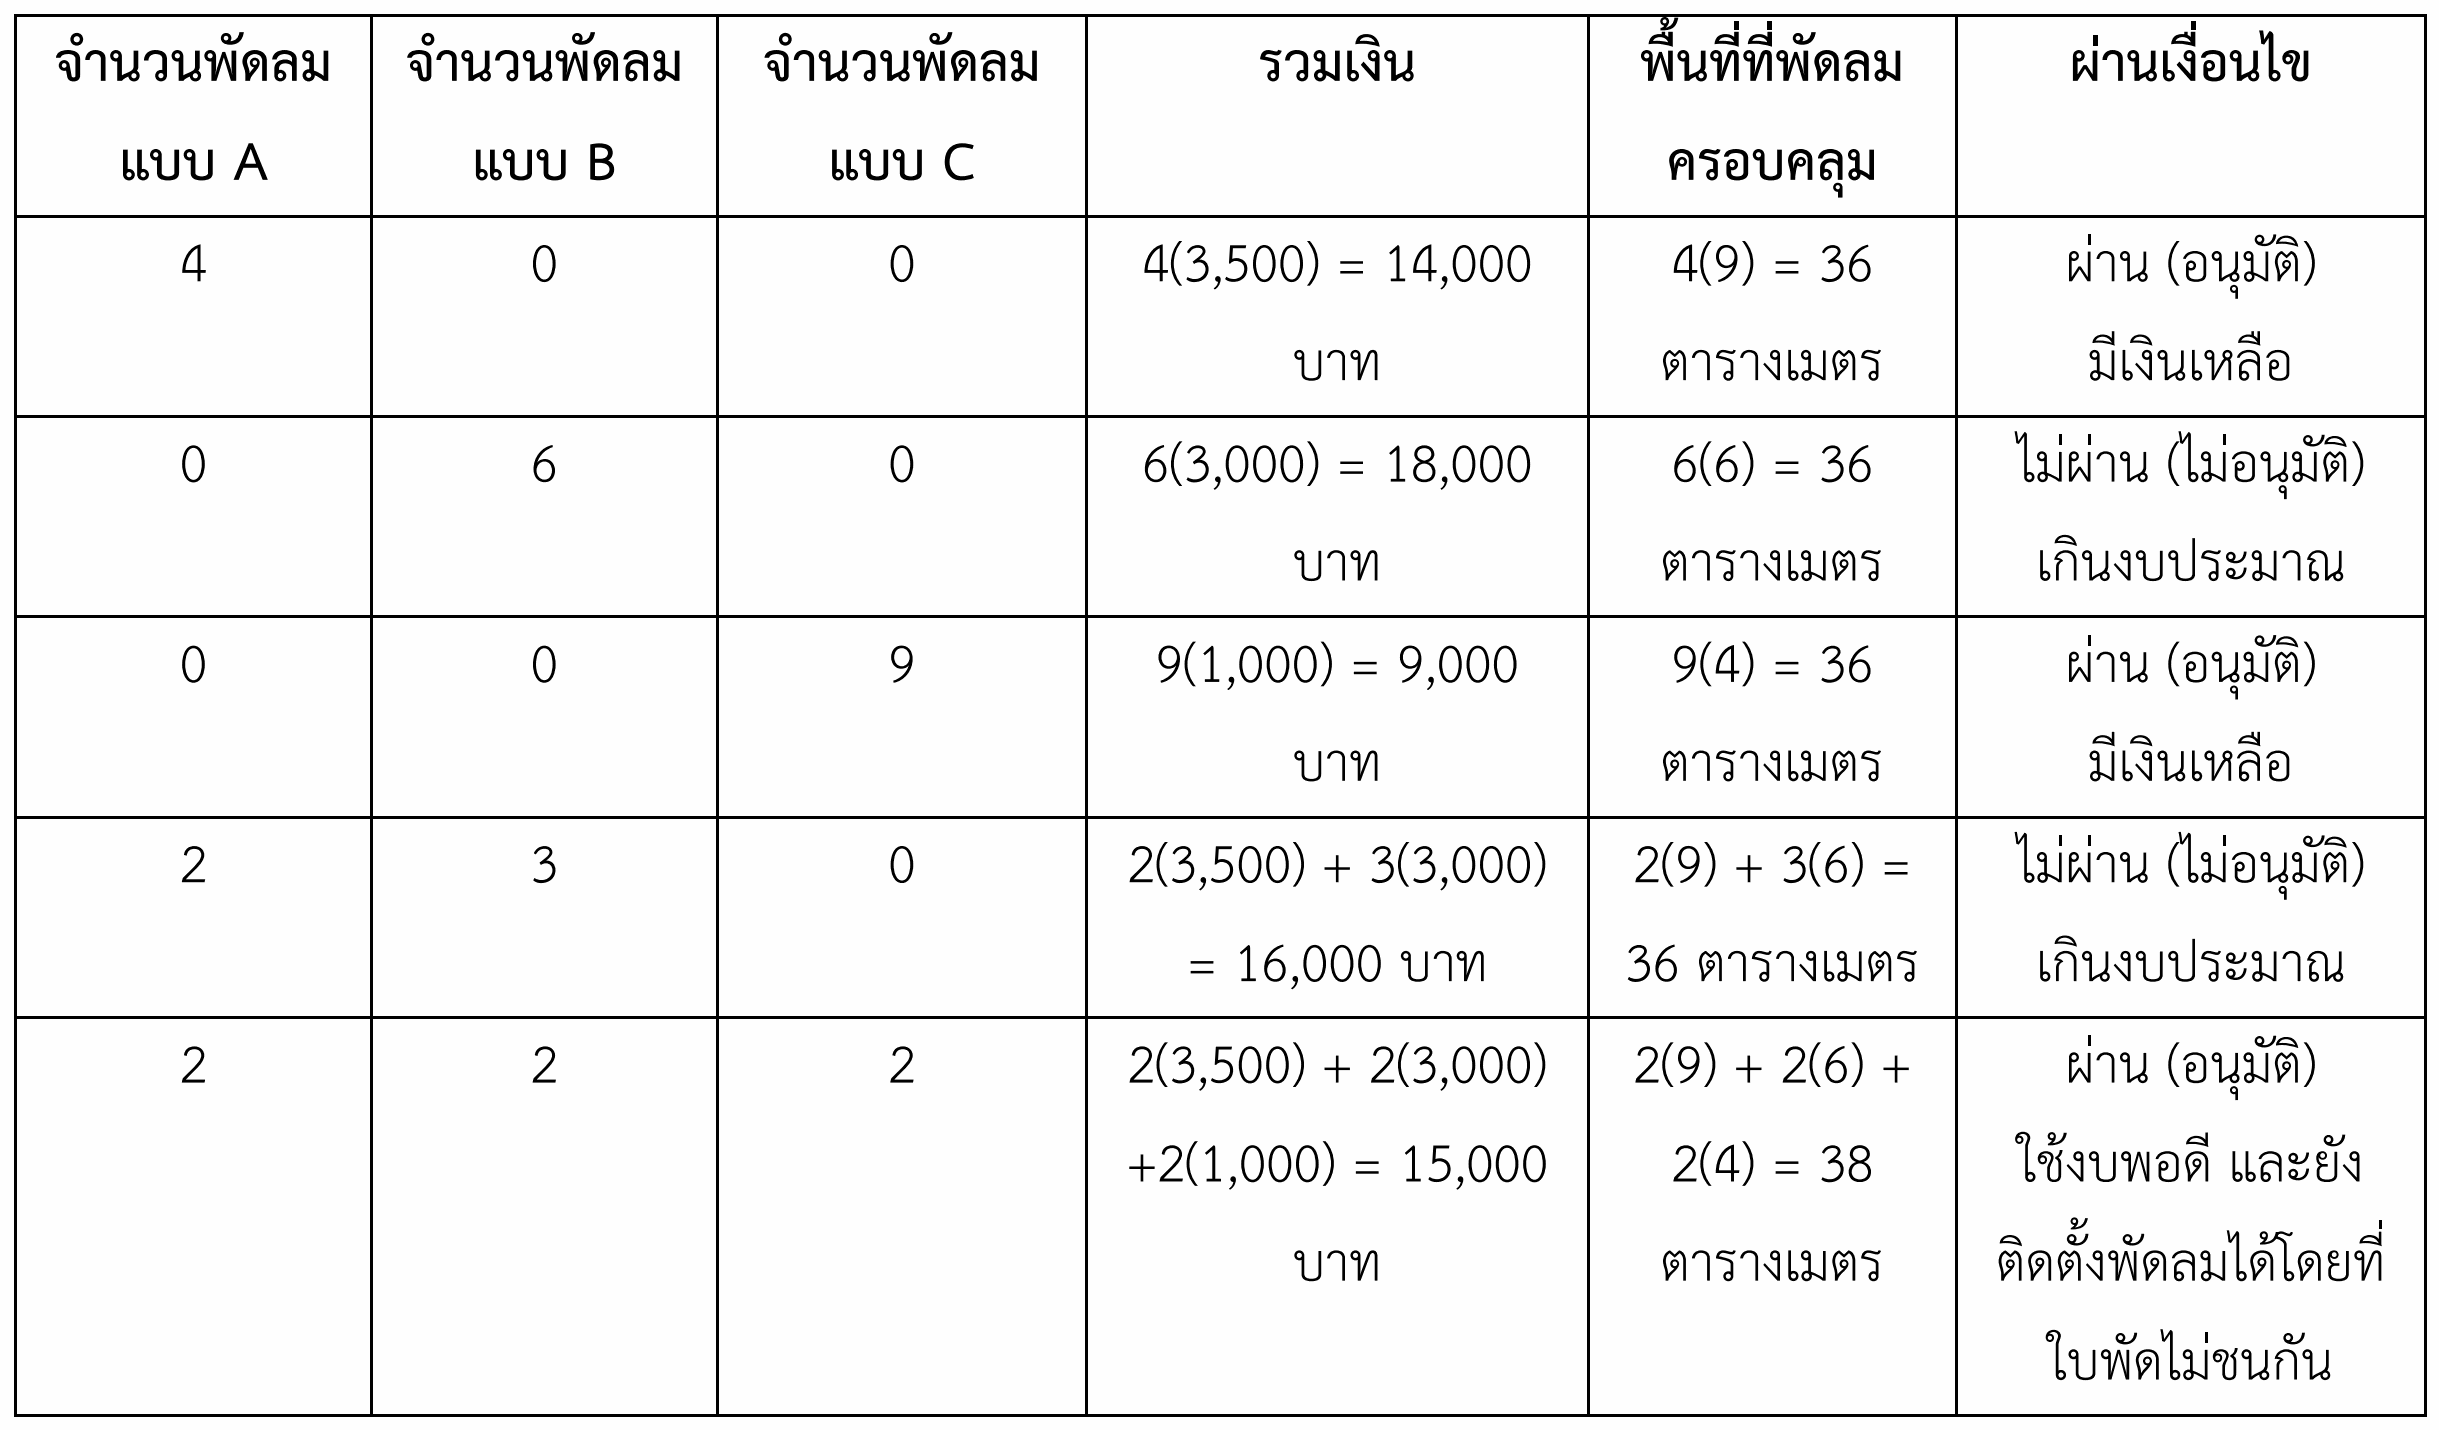 จำนวนพัดลม
แบบ A
จำนวนพัดลม
แบบ B
จำนวนพัดลม
แบบ C
รวมเงิน
พื้นที่ที่พัดลม
ครอบคลุม
ผ่านเงื่อนไข
4
0
0
4(3,500) = 14,000
บาท
4(9) = 36
ตารางเมตร
ผ่าน (อนุมัติ)
มีเงินเหลือ
0
6
0
6(3,000) = 18,000
บาท
6(6) = 36
ตารางเมตร
ไม่ผ่าน (ไม่อนุมัติ)
เกินงบประมาณ
0
0
9
9(1,000) = 9,000
บาท
9(4) = 36
ตารางเมตร
ผ่าน (อนุมัติ)
มีเงินเหลือ
2
3
0
2(3,500) + 3(3,000)
= 16,000 บาท
2(9) + 3(6) =
36 ตารางเมตร
ไม่ผ่าน (ไม่อนุมัติ)
เกินงบประมาณ
2
2
2
2(3,500) + 2(3,000)
+2(1,000) = 15,000
บาท
2(9) + 2(6) +
2(4) = 38
ตารางเมตร
ผ่าน (อนุมัติ)
ใช้งบพอดี และยัง
ติดตั้งพัดลมได้โดยที่
ใบพัดไม่ชนกัน